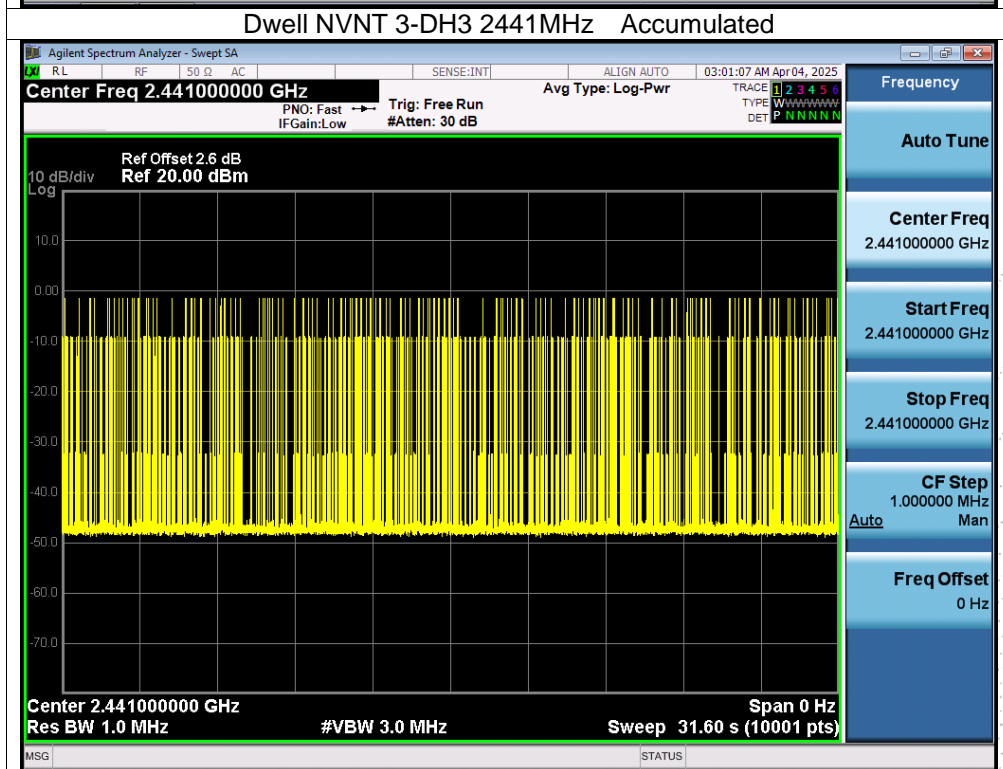 Dwell NVNT 3-DH3 2441MHz Accumulated
Agilent Spectrum Analyzer - Swept SA
LXI RL RF 50 Ω AC SENSE:INT ALIGN AUTO 03:01:07 AM Apr 04, 2025
Center Freq 2.441000000 GHz Avg Type: Log-Pwr TRACE 1 2 3 4 5 6
PNO: Fast Trig: Free Run TYPE WWWWWWW
IFGain:Low #Atten: 30 dB DET P N N N N N
Frequency
Auto Tune
Center Freq
2.441000000 GHz
Start Freq
2.441000000 GHz
Stop Freq
2.441000000 GHz
CF Step
1.000000 MHz
Auto Man
Freq Offset
0 Hz
Ref Offset 2.6 dB
10 dB/div Ref 20.00 dBm
Log
10.0
0.00
-10.0
-20.0
-30.0
-40.0
-50.0
-60.0
-70.0
Center 2.441000000 GHz Span 0 Hz
Res BW 1.0 MHz #VBW 3.0 MHz Sweep 31.60 s (10001 pts)
MSG STATUS